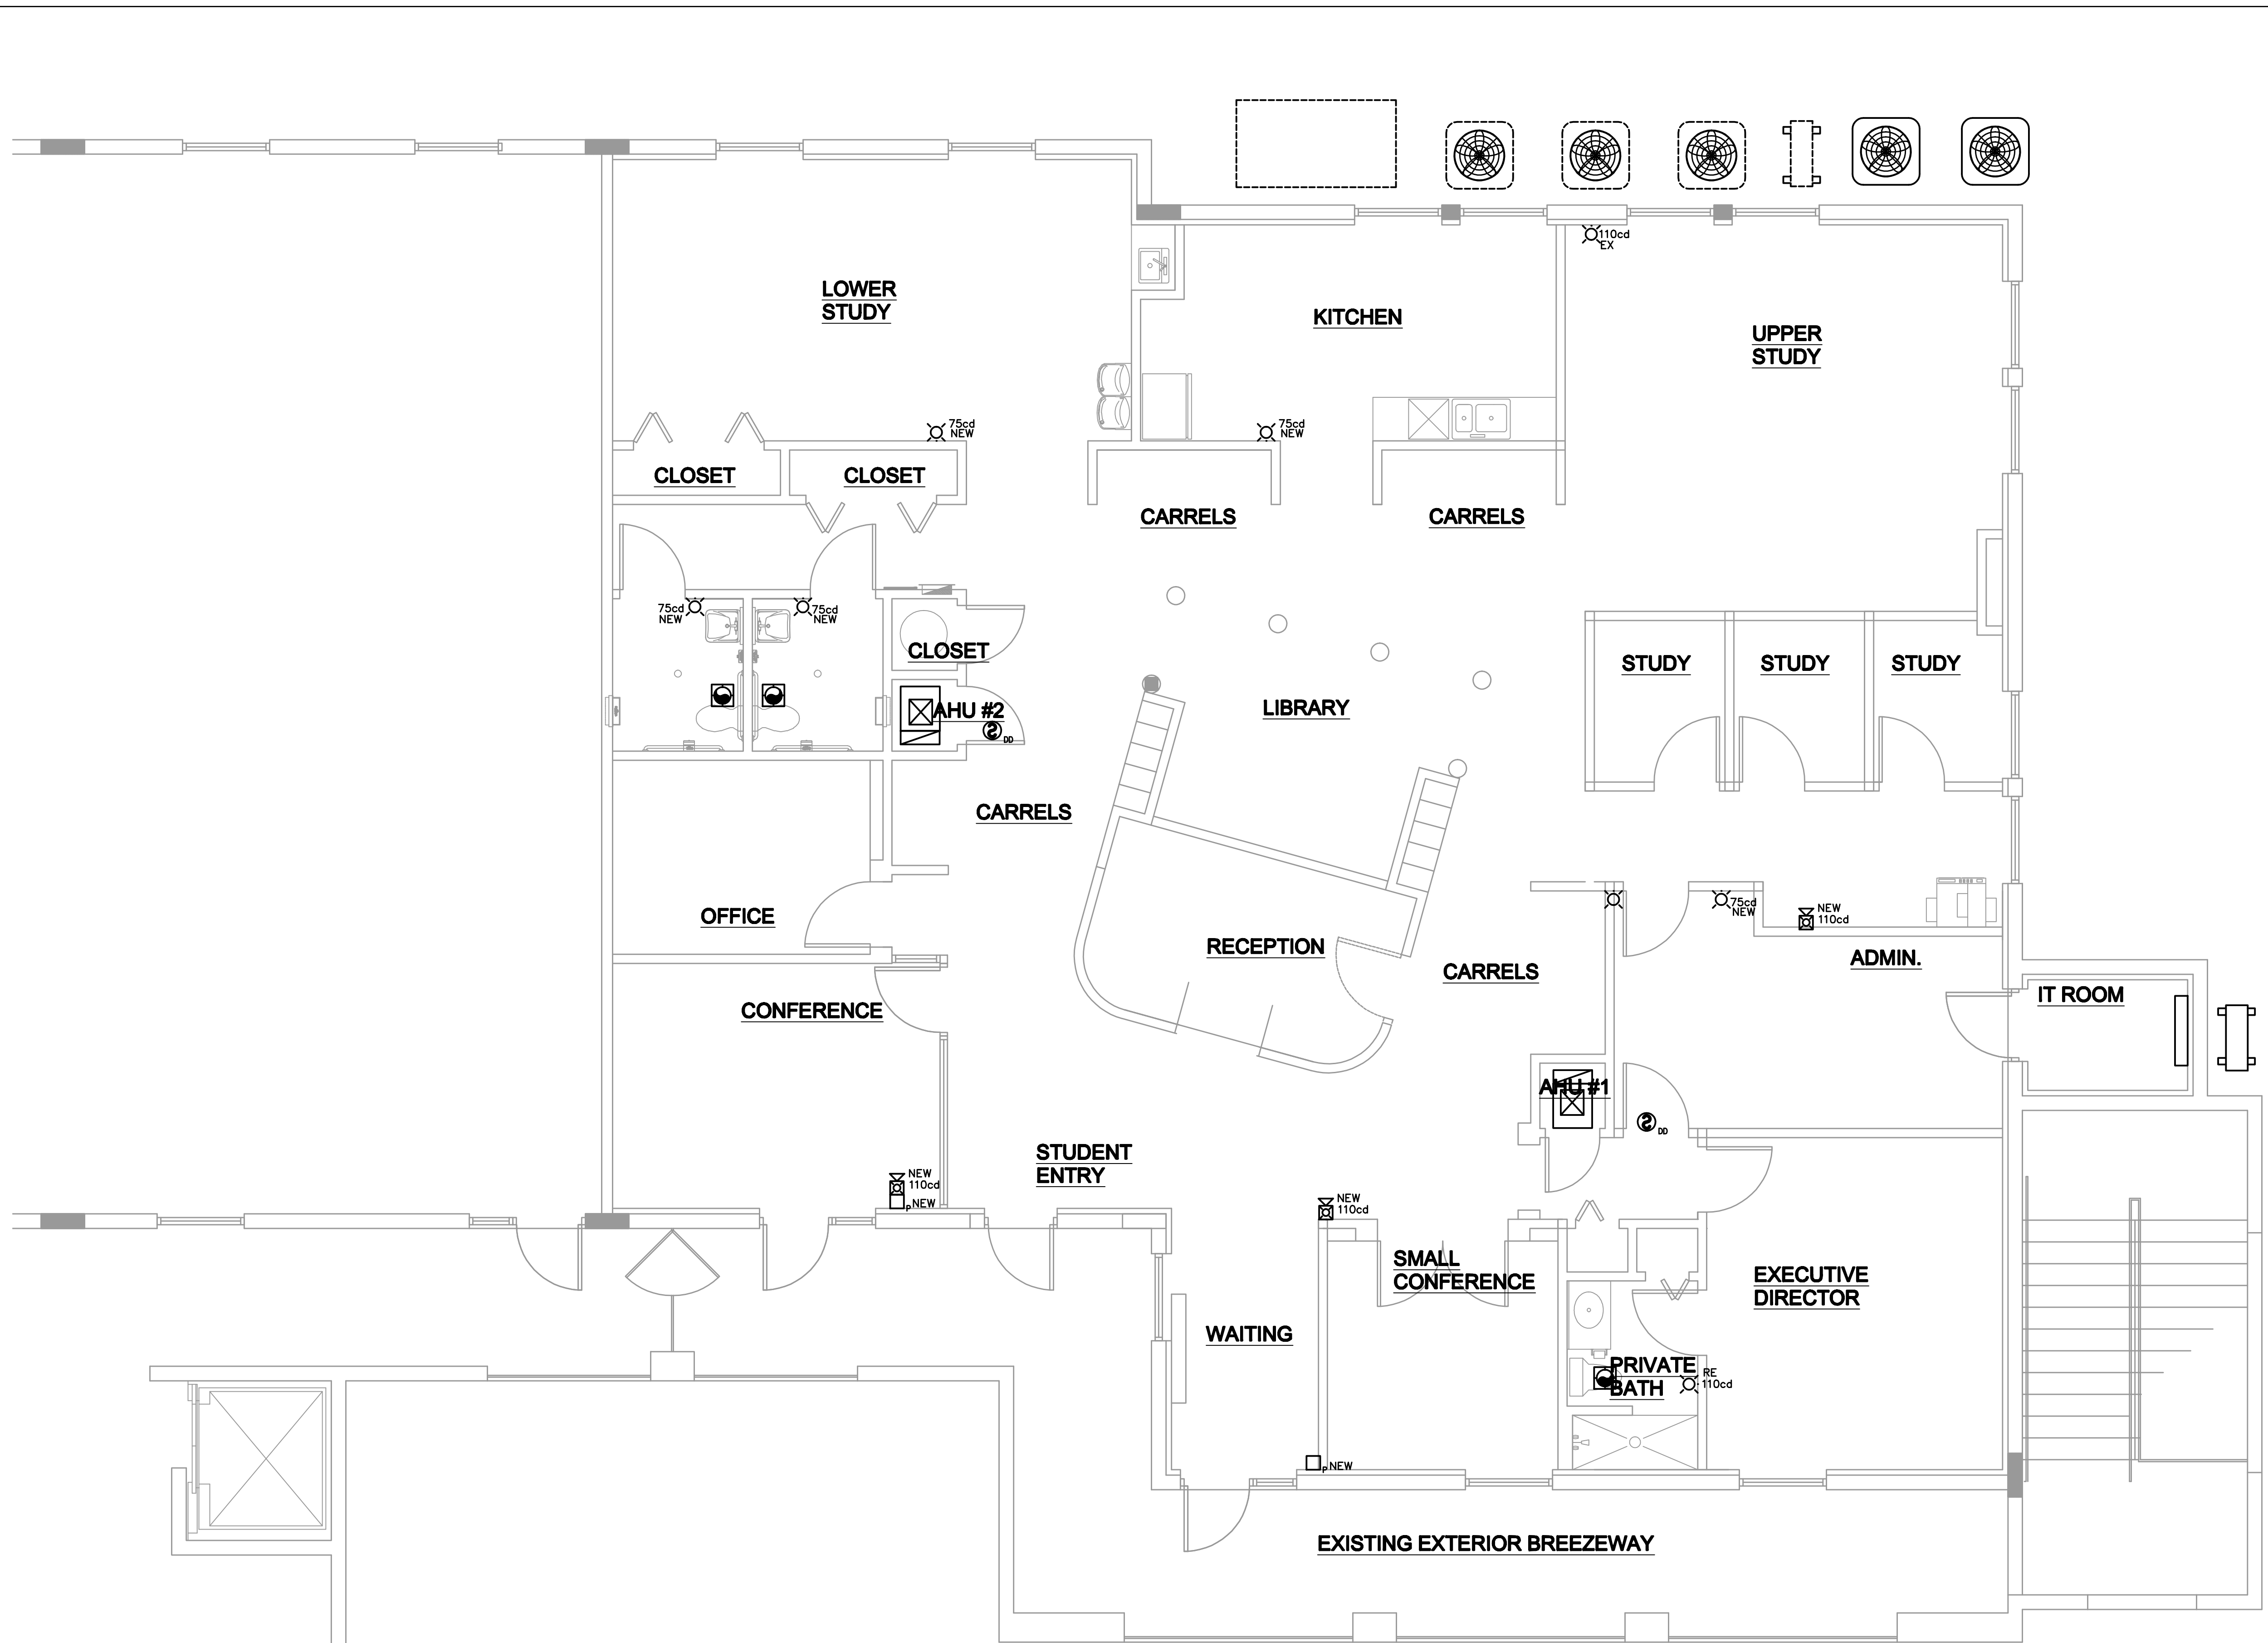 110cd
EX
LOWER
STUDY
KITCHEN
UPPER
STUDY
75cd
NEW
75cd
NEW
CLOSET
CLOSET
CARRELS
CARRELS
75cd
NEW
75cd
NEW
CLOSET
STUDY
STUDY
STUDY
AHU #2
DD
LIBRARY
CARRELS
OFFICE
RECEPTION
75cd
NEW
NEW
110cd
ADMIN.
CARRELS
CONFERENCE
IT ROOM
AHU #1
DD
STUDENT
ENTRY
NEW
110cd
P NEW
NEW
110cd
SMALL
CONFERENCE
EXECUTIVE
DIRECTOR
WAITING
PRIVATE
BATH
RE
110cd
P NEW
EXISTING EXTERIOR BREEZEWAY